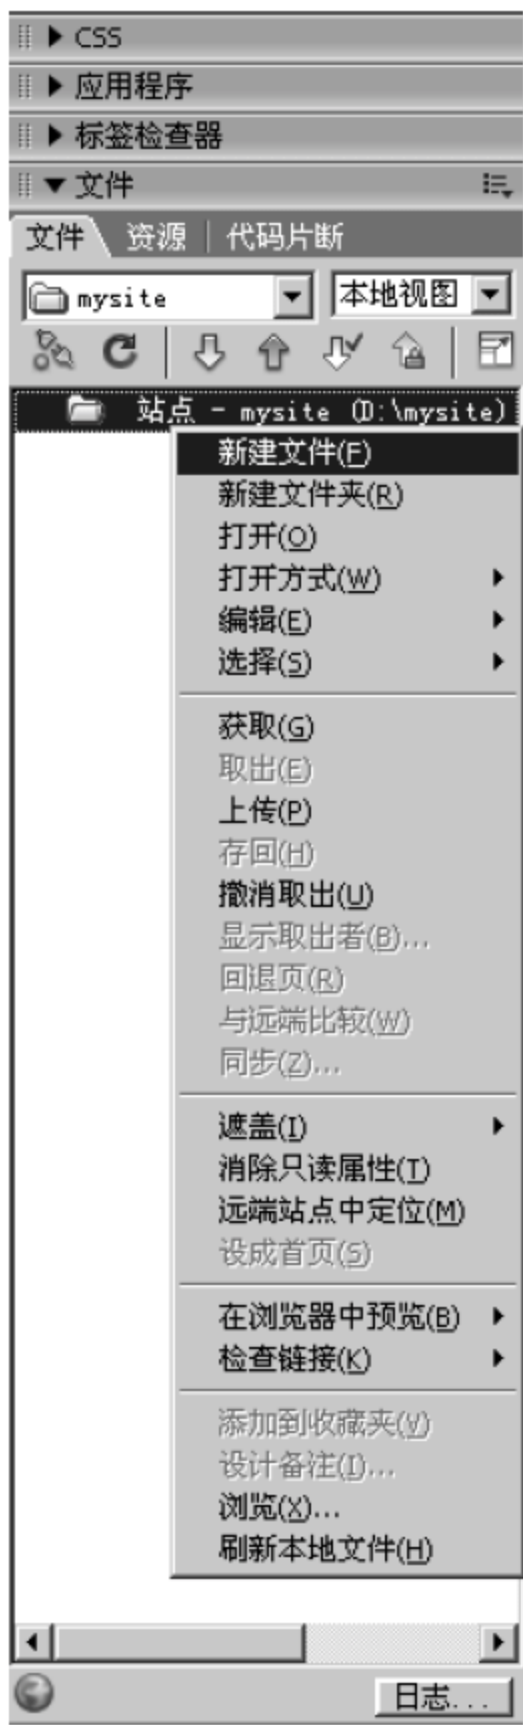 CSS
应用程序
标签检查器
文件
文件 资源 | 代码片断
mysite 本地视图
站点 - mysite (D:\mysite)
新建文件(F)
新建文件夹(R)
打开(O)
打开方式(W)
编辑(E)
选择(S)
获取(G)
取出(E)
上传(P)
存回(H)
撤消取出(U)
显示取出者(B)...
回退页(R)
与远端比较(W)
同步(Z)...
遮盖(I)
消除只读属性(T)
远端站点中定位(M)
设成首页(S)
在浏览器中预览(B)
检查链接(K)
添加到收藏夹(V)
设计备注(I)...
浏览(X)...
刷新本地文件(H)
日志...